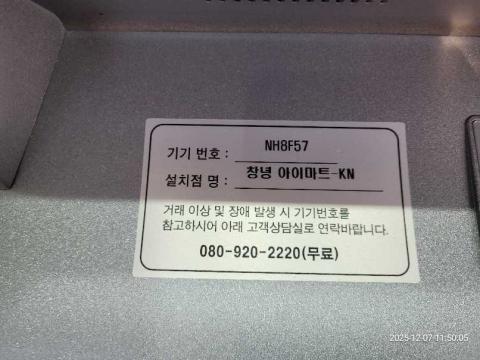 기기 번호 : NH8F57
설치점 명 : 창녕 아이마트-KN
거래 이상 및 장애 발생 시 기기번호를
참고하시어 아래 고객상담실로 연락바랍니다.
080-920-2220(무료)
2025-12-07 11:50:05